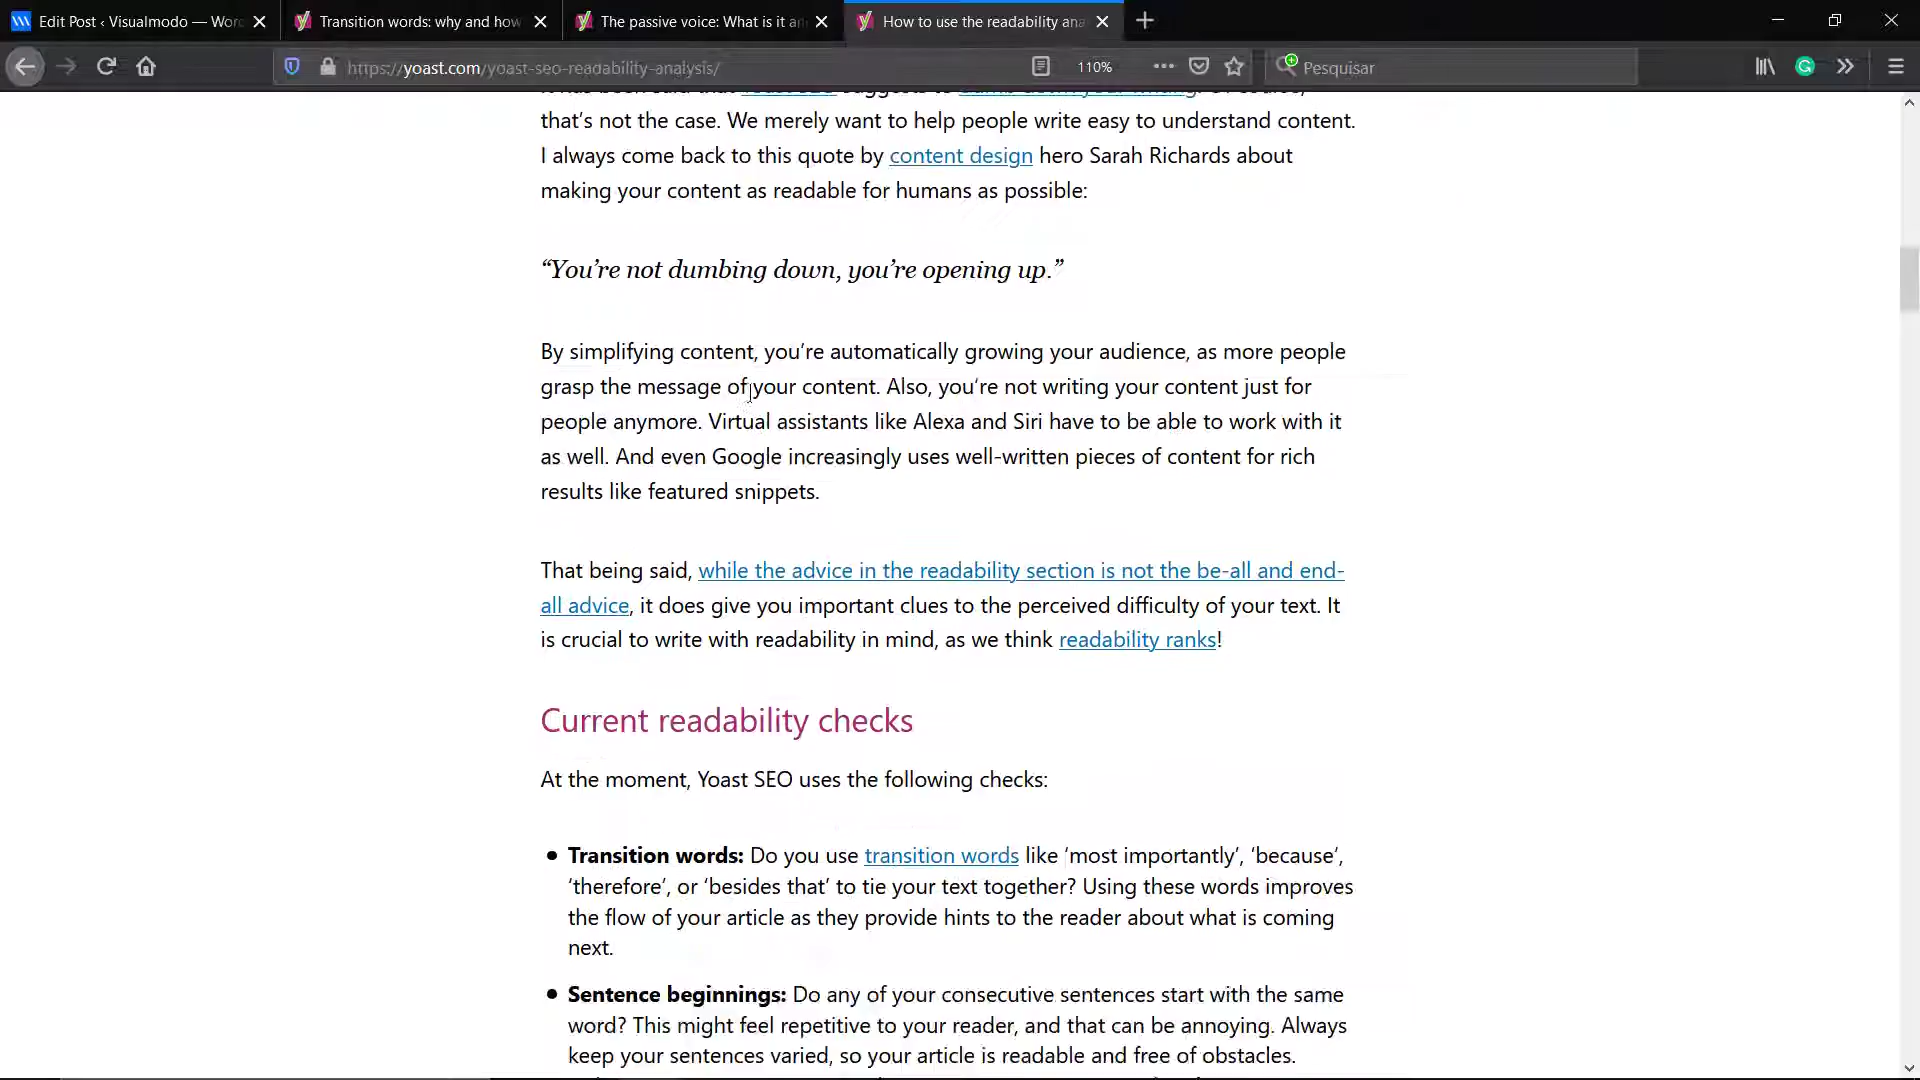 Edit Post ‹ Visualmodo — Wor
Transition words: why and how
The passive voice: What is it an
How to use the readability ana
https://yoast.com/yoast-seo-readability-analysis/
110%
Pesquisar
that’s not the case. We merely want to help people write easy to understand content.
I always come back to this quote by content design hero Sarah Richards about
making your content as readable for humans as possible:
“You’re not dumbing down, you’re opening up.”
By simplifying content, you’re automatically growing your audience, as more people
grasp the message of your content. Also, you’re not writing your content just for
people anymore. Virtual assistants like Alexa and Siri have to be able to work with it
as well. And even Google increasingly uses well-written pieces of content for rich
results like featured snippets.
That being said, while the advice in the readability section is not the be-all and end-
all advice, it does give you important clues to the perceived difficulty of your text. It
is crucial to write with readability in mind, as we think readability ranks!
Current readability checks
At the moment, Yoast SEO uses the following checks:
• Transition words: Do you use transition words like ‘most importantly’, ‘because’,
‘therefore’, or ‘besides that’ to tie your text together? Using these words improves
the flow of your article as they provide hints to the reader about what is coming
next.
• Sentence beginnings: Do any of your consecutive sentences start with the same
word? This might feel repetitive to your reader, and that can be annoying. Always
keep your sentences varied, so your article is readable and free of obstacles.